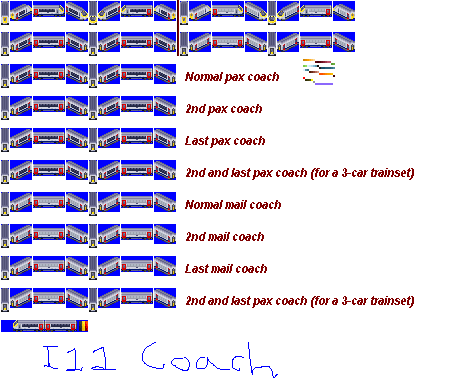 Normal pax coach
2nd pax coach
Last pax coach
2nd and last pax coach (for a 3-car trainset)
Normal mail coach
2nd mail coach
Last mail coach
2nd and last pax coach (for a 3-car trainset)
I11 Coach